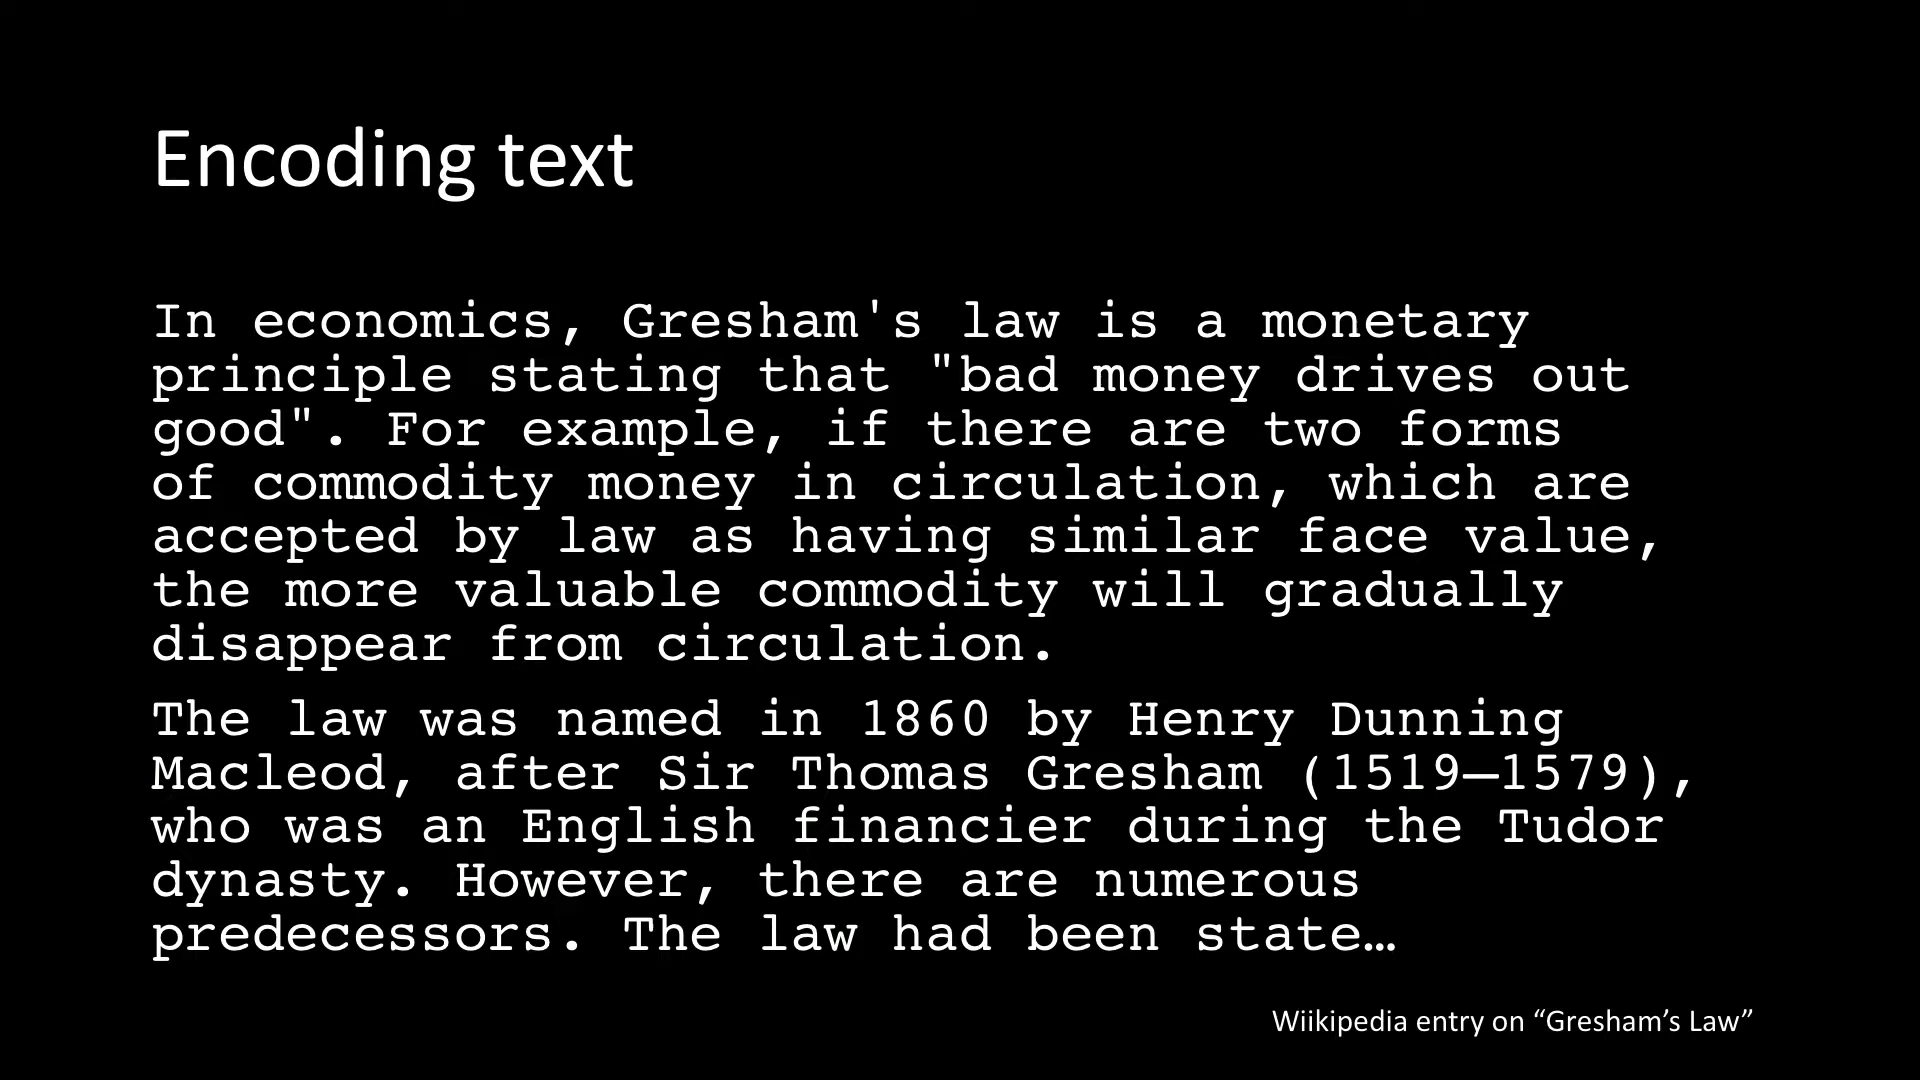 Encoding text
In economics, Gresham's law is a monetary
principle stating that "bad money drives out
good". For example, if there are two forms
of commodity money in circulation, which are
accepted by law as having similar face value,
the more valuable commodity will gradually
disappear from circulation.
The law was named in 1860 by Henry Dunning
Macleod, after Sir Thomas Gresham (1519—1579),
who was an English financier during the Tudor
dynasty. However, there are numerous
predecessors. The law had been state…
Wiikipedia entry on “Gresham’s Law”